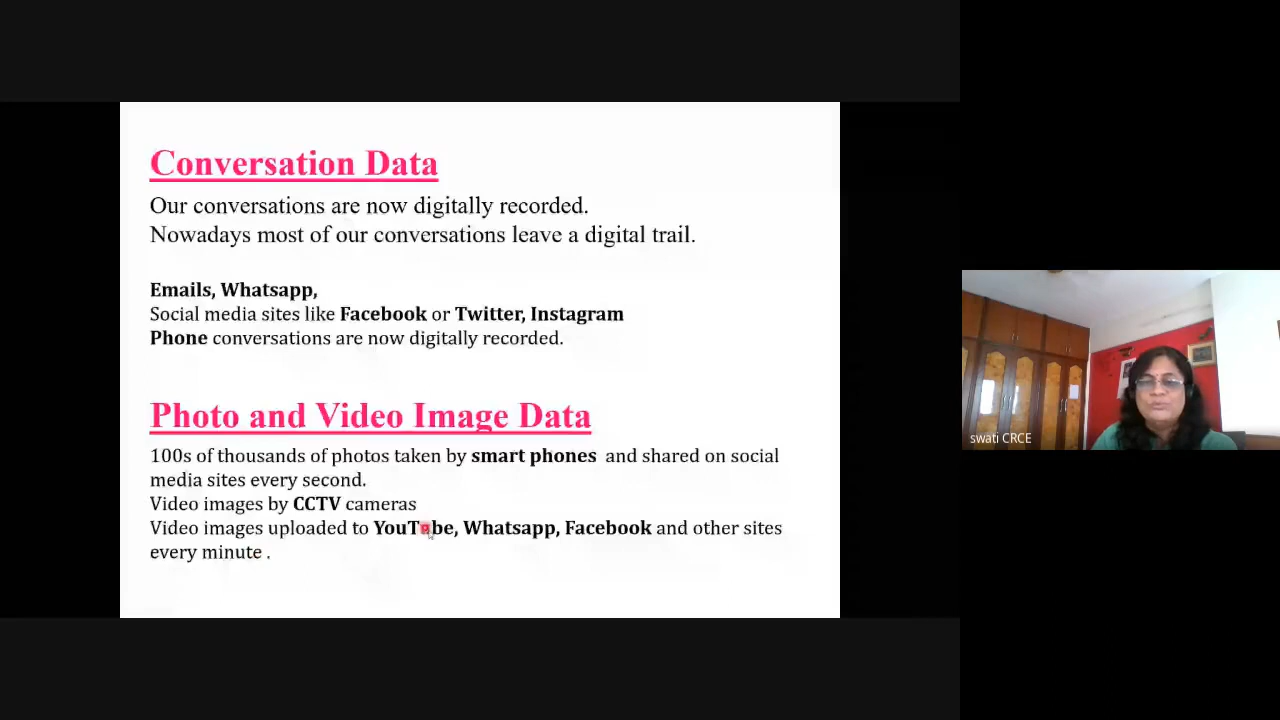 Conversation Data
Our conversations are now digitally recorded.
Nowadays most of our conversations leave a digital trail.
Emails, Whatsapp,
Social media sites like Facebook or Twitter, Instagram
Phone conversations are now digitally recorded.
Photo and Video Image Data
100s of thousands of photos taken by smart phones and shared on social
media sites every second.
Video images by CCTV cameras
Video images uploaded to YouTube, Whatsapp, Facebook and other sites
every minute .
swati CRCE